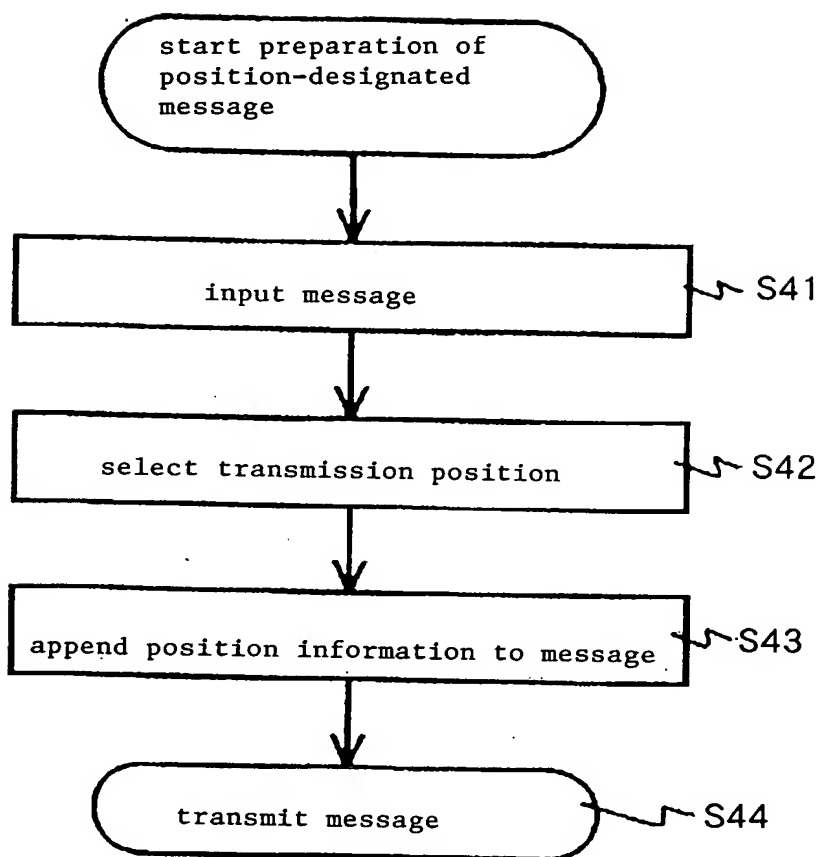 start preparation of
position-designated
message
input message
S41
select transmission position
S42
append position information to message
S43
transmit message
S44